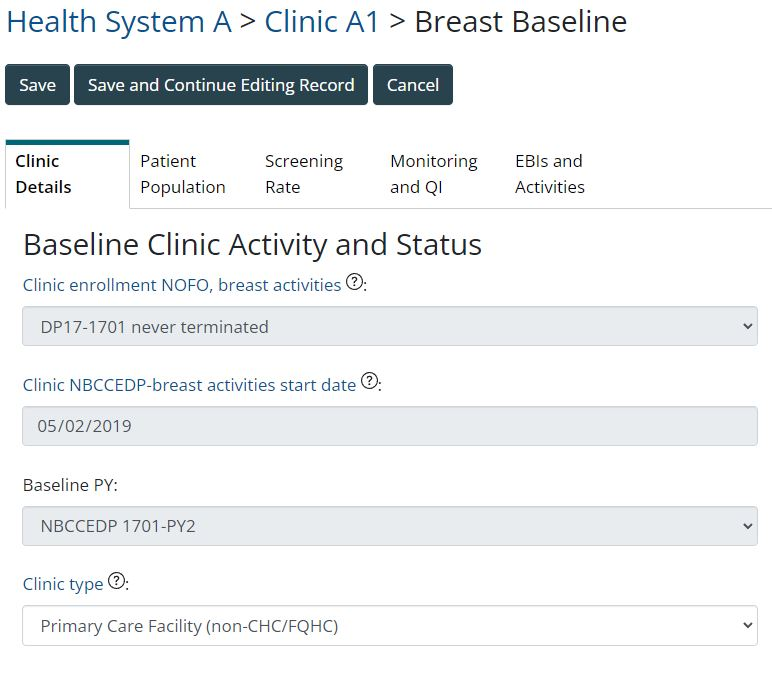 Health System A > Clinic A1 > Breast Baseline
Save Save and Continue Editing Record Cancel
Clinic Details
Patient Population
Screening Rate
Monitoring and QI
EBIs and Activities
Baseline Clinic Activity and Status
Clinic enrollment NOFO, breast activities ?:
DP17-1701 never terminated
Clinic NBCCEDP-breast activities start date ?:
05/02/2019
Baseline PY:
NBCCEDP 1701-PY2
Clinic type ?:
Primary Care Facility (non-CHC/FQHC)